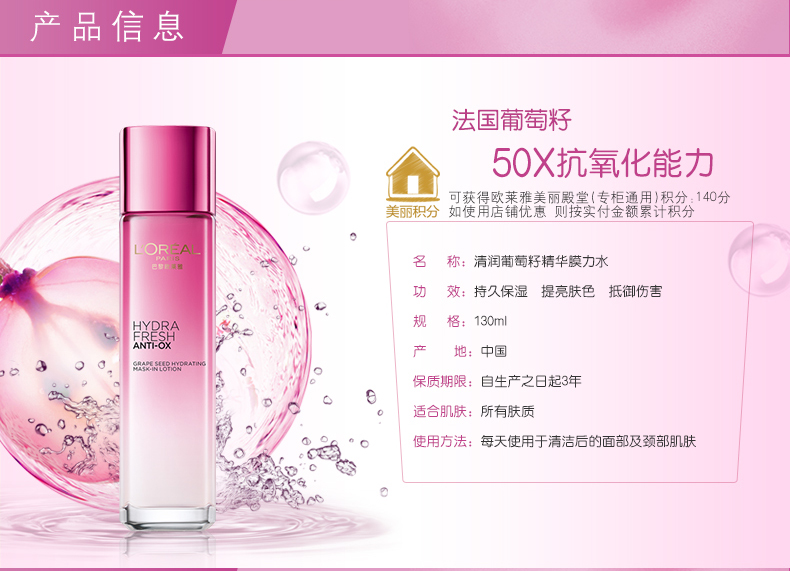 产品信息
法国葡萄籽
50X抗氧化能力
美丽积分
可获得欧莱雅美丽殿堂(专柜通用)积分:140分
如使用店铺优惠 则按实付金额累计积分
名 称：清润葡萄籽精华膜力水
功 效：持久保湿 提亮肤色 抵御伤害
规 格：130ml
产 地：中国
保质期限：自生产之日起3年
适合肌肤：所有肤质
使用方法：每天使用于清洁后的面部及颈部肌肤
L'ORÉAL
PARIS
巴黎欧莱雅
HYDRA
FRESH
ANTI-OX
GRAPE SEED HYDRATING
MASK-IN LOTION